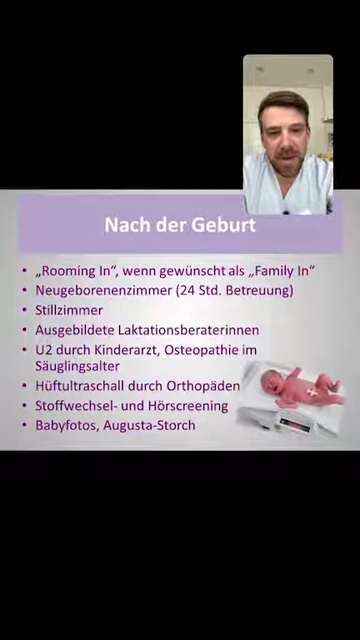 Nach der Geburt
• „Rooming In“, wenn gewünscht als „Family In“
• Neugeborenenzimmer (24 Std. Betreuung)
• Stillzimmer
• Ausgebildete Laktationsberaterinnen
• U2 durch Kinderarzt, Osteopathie im
Säuglingsalter
• Hüftultraschall durch Orthopäden
• Stoffwechsel- und Hörscreening
• Babyfotos, Augusta-Storch